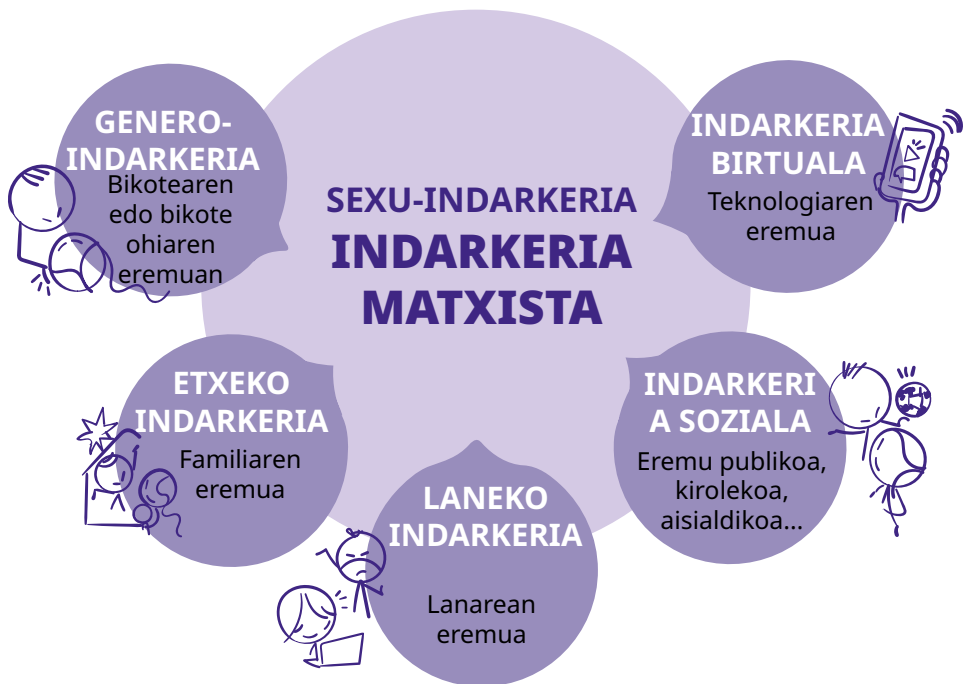 GENERO-
INDARKERIA
Bikotearen
edo bikote
ohiaren
eremuan
SEXU-INDARKERIA
INDARKERIA
MATXISTA
INDARKERIA
BIRTUALA
Teknologiaren
eremua
ETXEKO
INDARKERIA
Familiaren
eremua
LANEKO
INDARKERIA
Lanarean
eremua
INDARKERI
A SOZIALA
Eremu publikoa,
kirolekoa,
aisialdikoa...